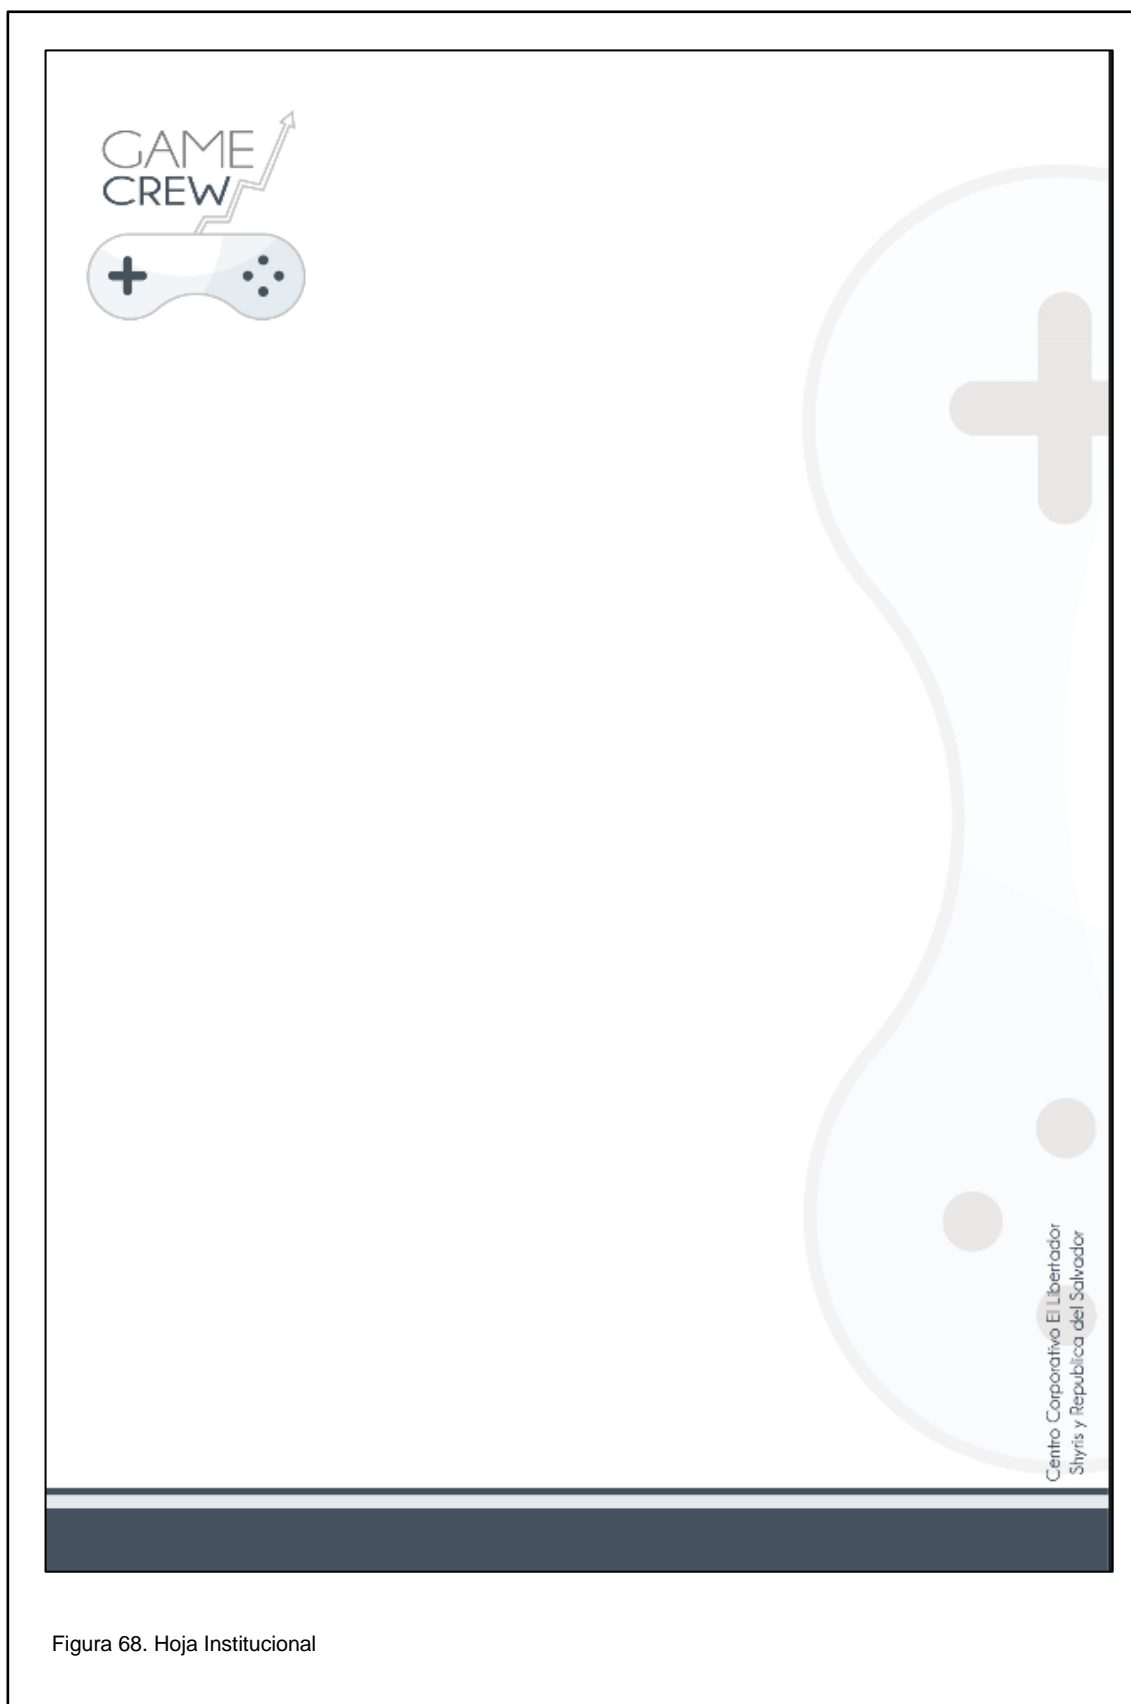 GAME
CREW
Centro Corporativo El Libertador
Shyris y Republica del Salvador
Figura 68. Hoja Institucional